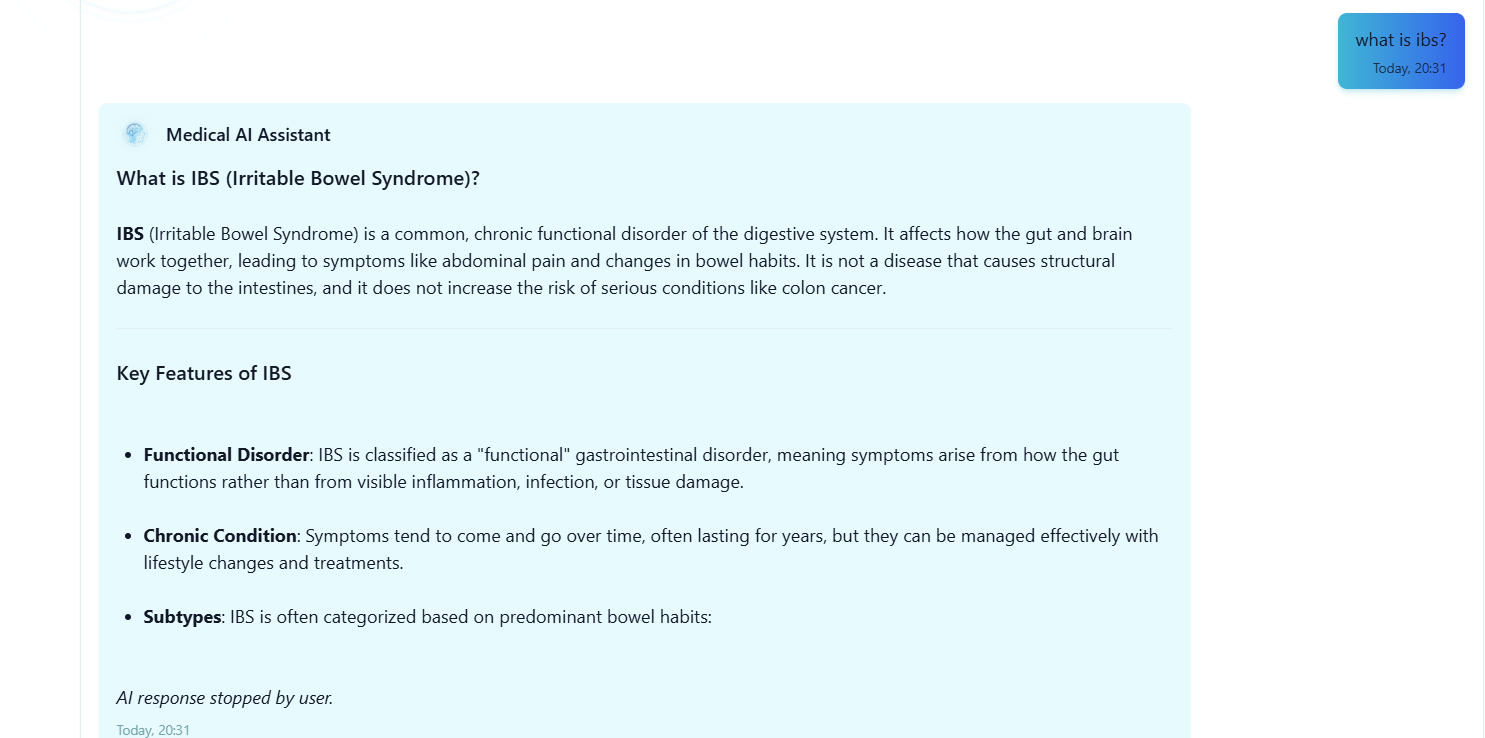 what is ibs?
Today, 20:31
Medical AI Assistant
What is IBS (Irritable Bowel Syndrome)?
IBS (Irritable Bowel Syndrome) is a common, chronic functional disorder of the digestive system. It affects how the gut and brain
work together, leading to symptoms like abdominal pain and changes in bowel habits. It is not a disease that causes structural
damage to the intestines, and it does not increase the risk of serious conditions like colon cancer.
Key Features of IBS
• Functional Disorder: IBS is classified as a "functional" gastrointestinal disorder, meaning symptoms arise from how the gut
functions rather than from visible inflammation, infection, or tissue damage.
• Chronic Condition: Symptoms tend to come and go over time, often lasting for years, but they can be managed effectively with
lifestyle changes and treatments.
• Subtypes: IBS is often categorized based on predominant bowel habits:
AI response stopped by user.
Today, 20:31